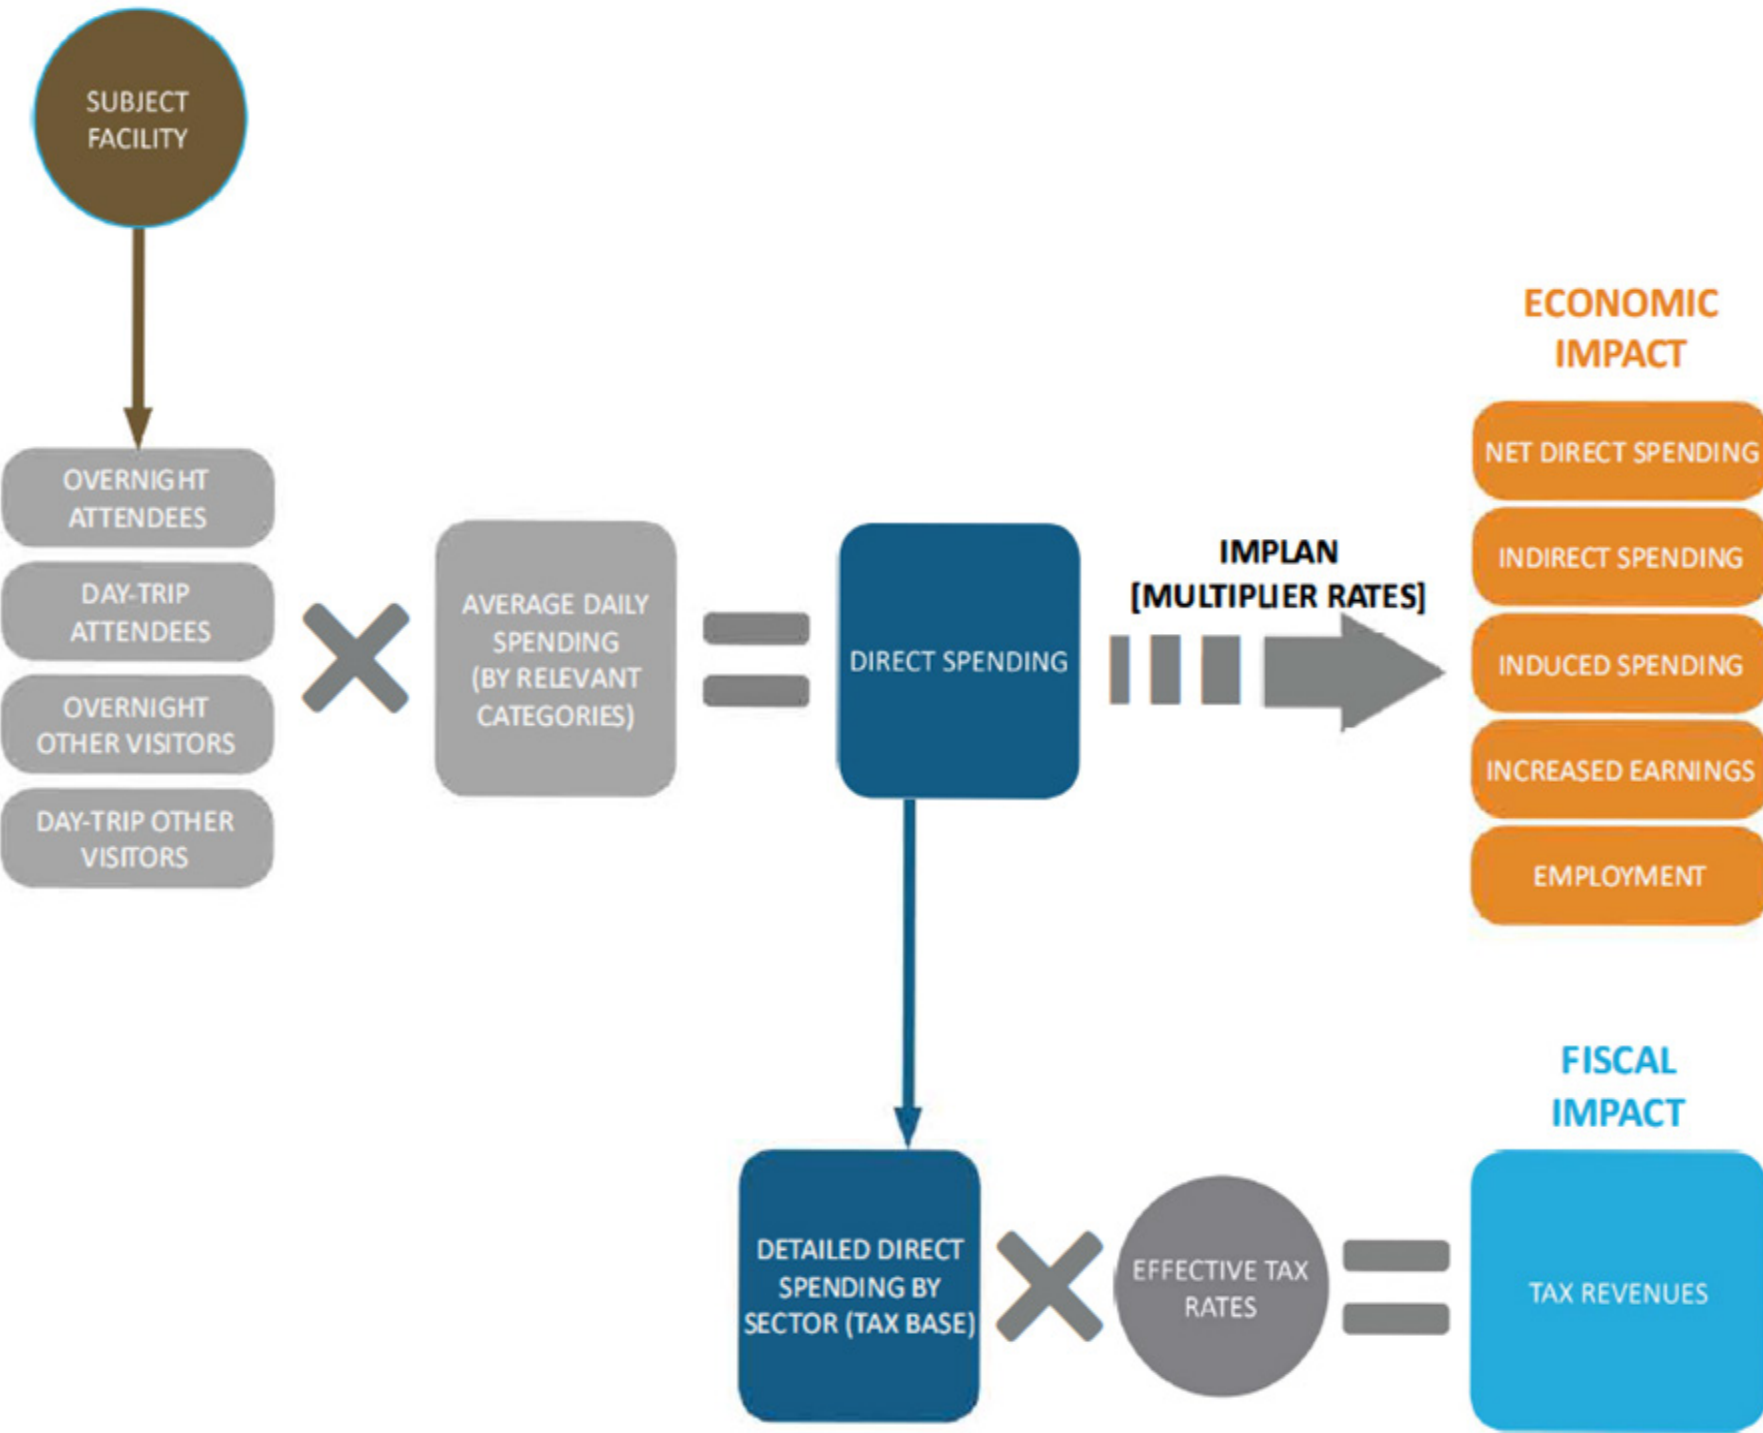 SUBJECT
FACILITY
OVERNIGHT
ATTENDEES
DAY-TRIP
ATTENDEES
OVERNIGHT
OTHER VISITORS
DAY-TRIP OTHER
VISITORS
AVERAGE DAILY
SPENDING
(BY RELEVANT
CATEGORIES)
DIRECT SPENDING
IMPLAN
[MULTIPLIER RATES]
ECONOMIC
IMPACT
NET DIRECT SPENDING
INDIRECT SPENDING
INDUCED SPENDING
INCREASED EARNINGS
EMPLOYMENT
DETAILED DIRECT
SPENDING BY
SECTOR (TAX BASE)
EFFECTIVE TAX
RATES
FISCAL
IMPACT
TAX REVENUES